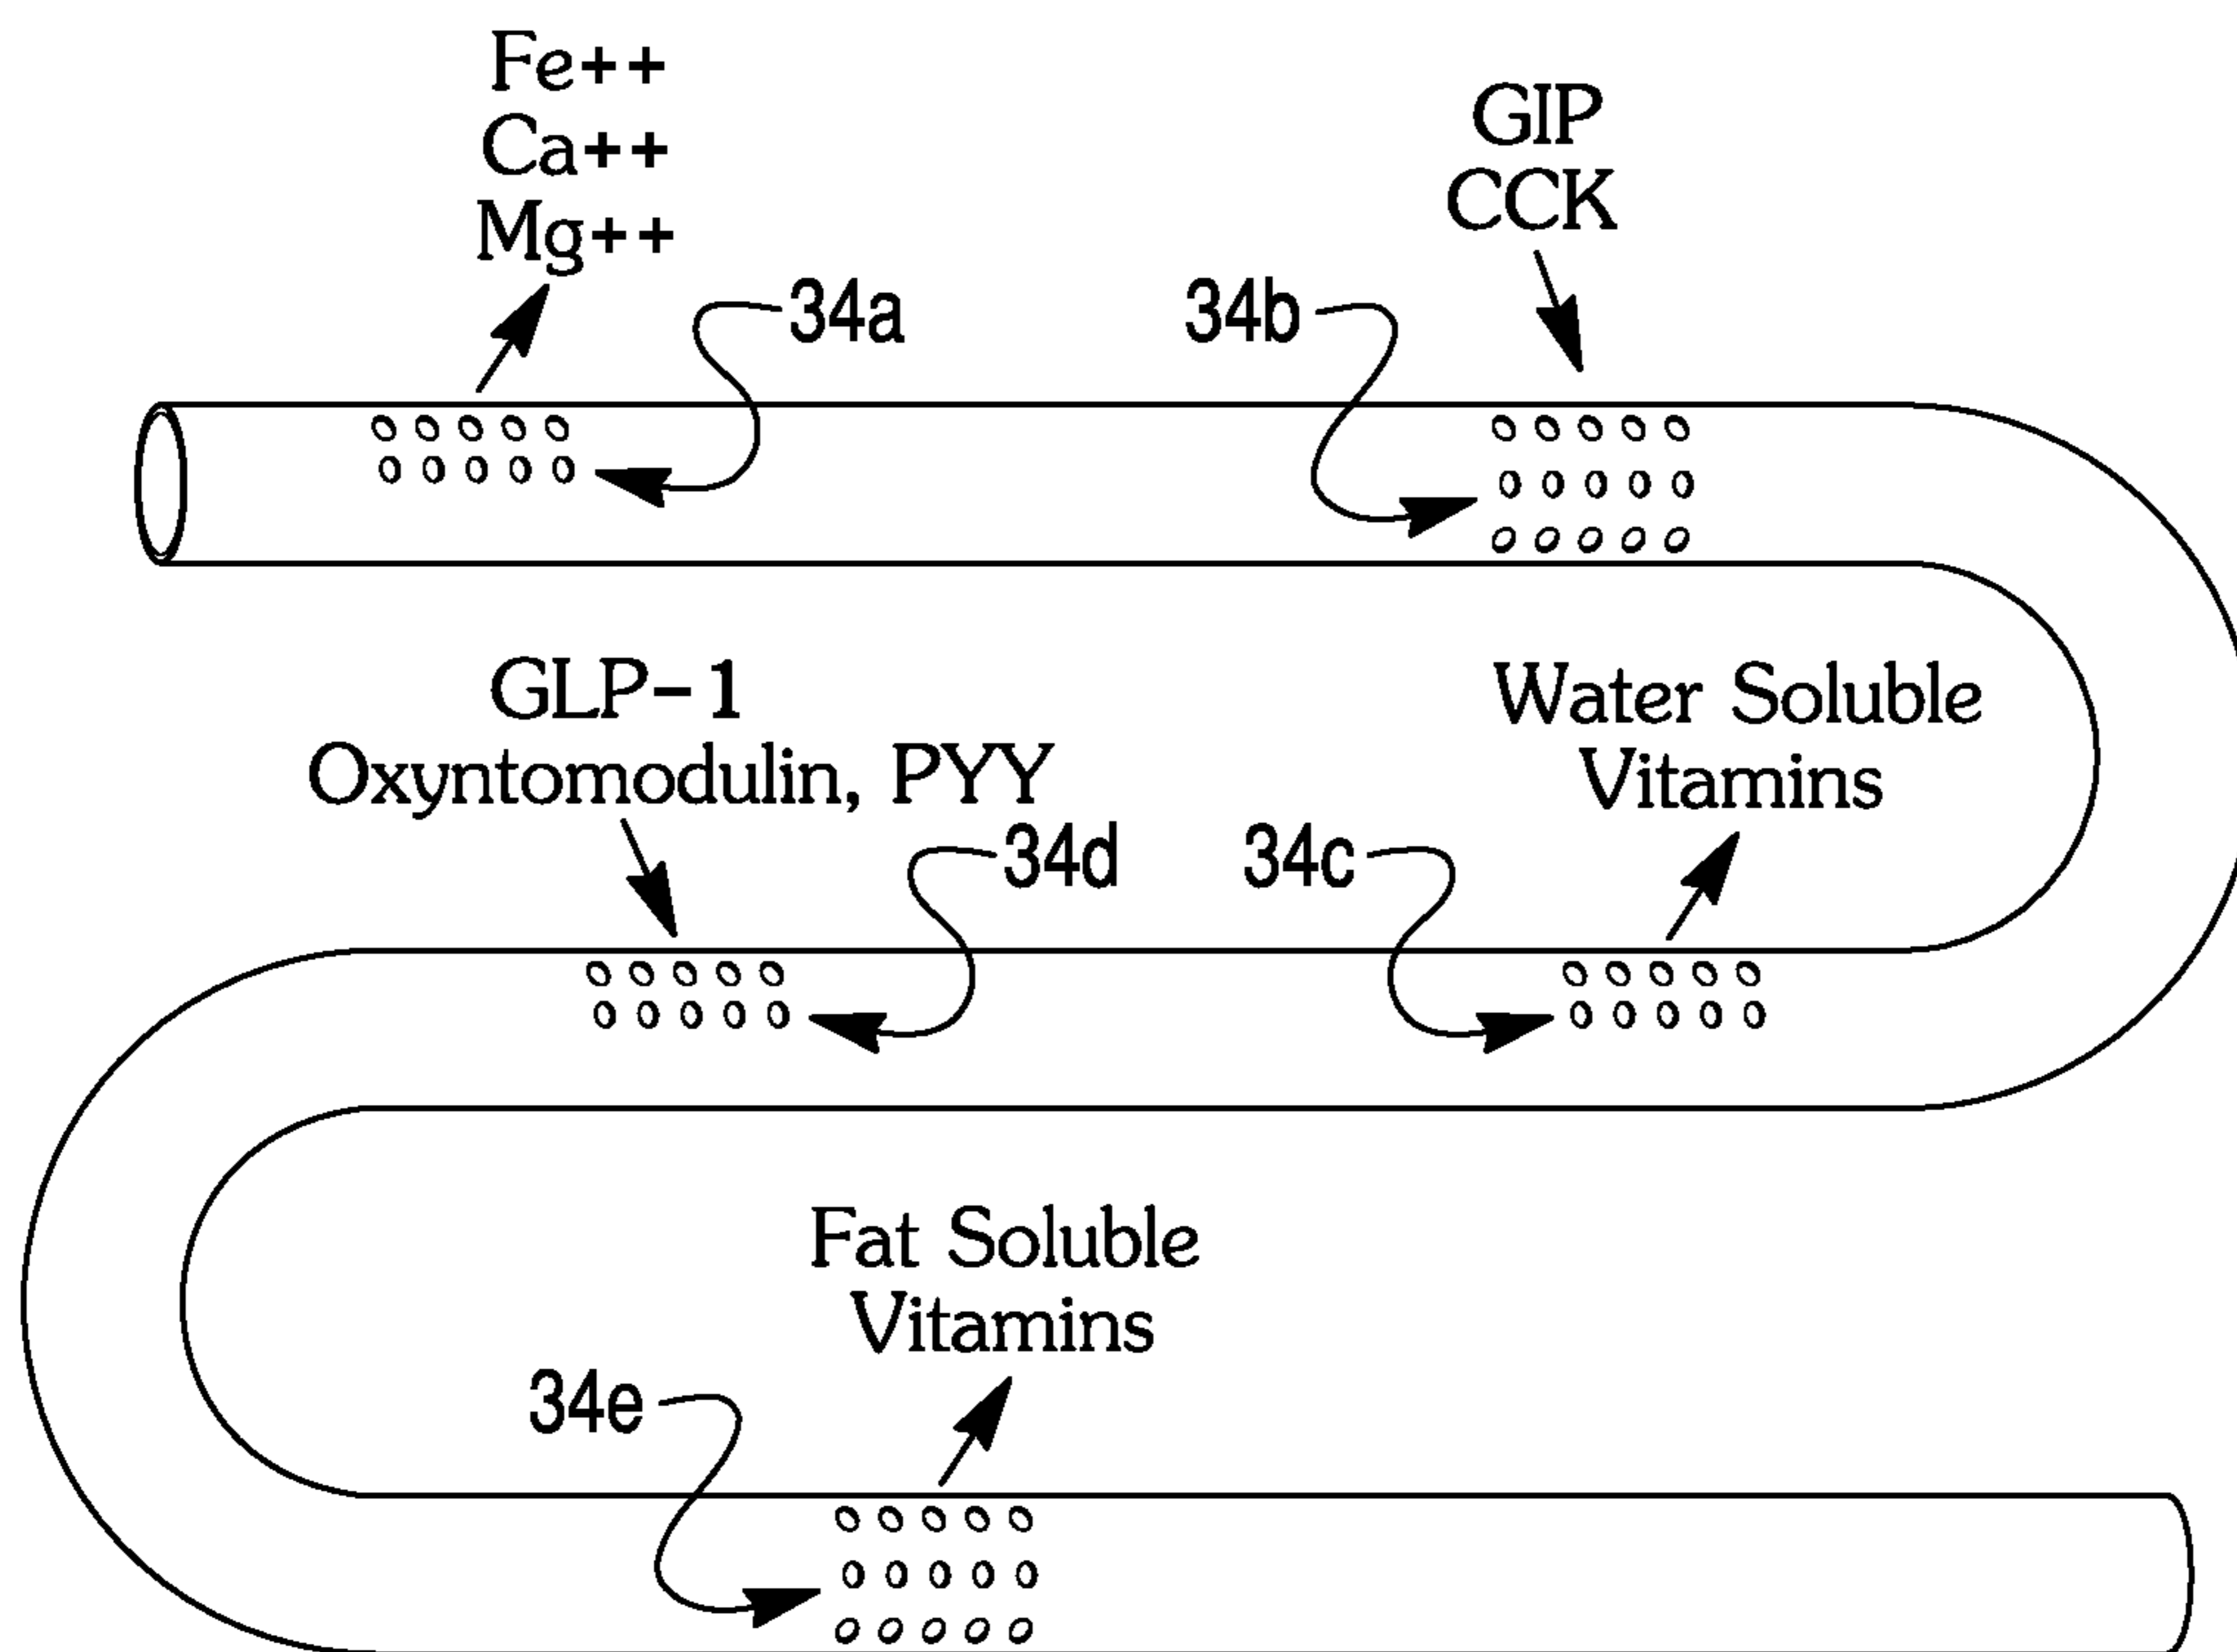 Fe++
Ca++
Mg++
GIP
CCK
34a
34b
GLP-1
Oxyntomodulin, PYY
Water Soluble
Vitamins
34d
34c
Fat Soluble
Vitamins
34e